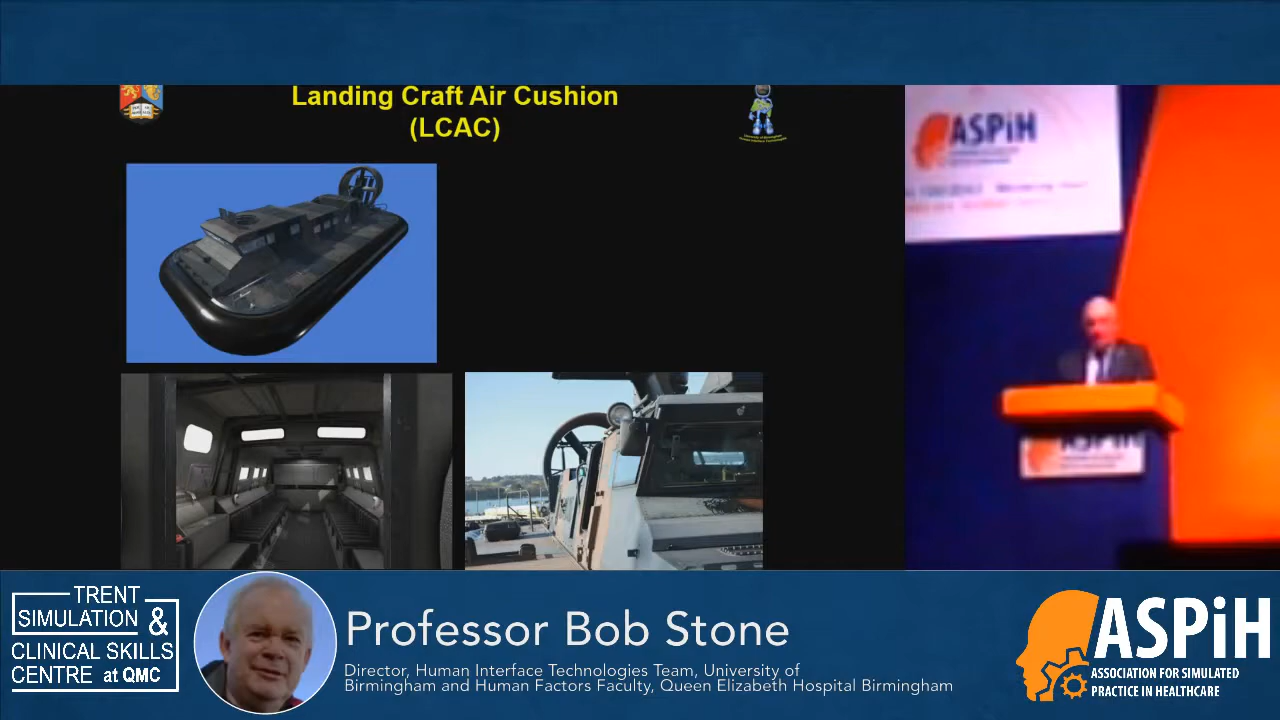 Landing Craft Air Cushion
(LCAC)
ASPiH
ASPiH
TRENT
SIMULATION &
CLINICAL SKILLS
CENTRE at QMC
Professor Bob Stone
Director, Human Interface Technologies Team, University of
Birmingham and Human Factors Faculty, Queen Elizabeth Hospital Birmingham
ASPiH
ASSOCIATION FOR SIMULATED
PRACTICE IN HEALTHCARE